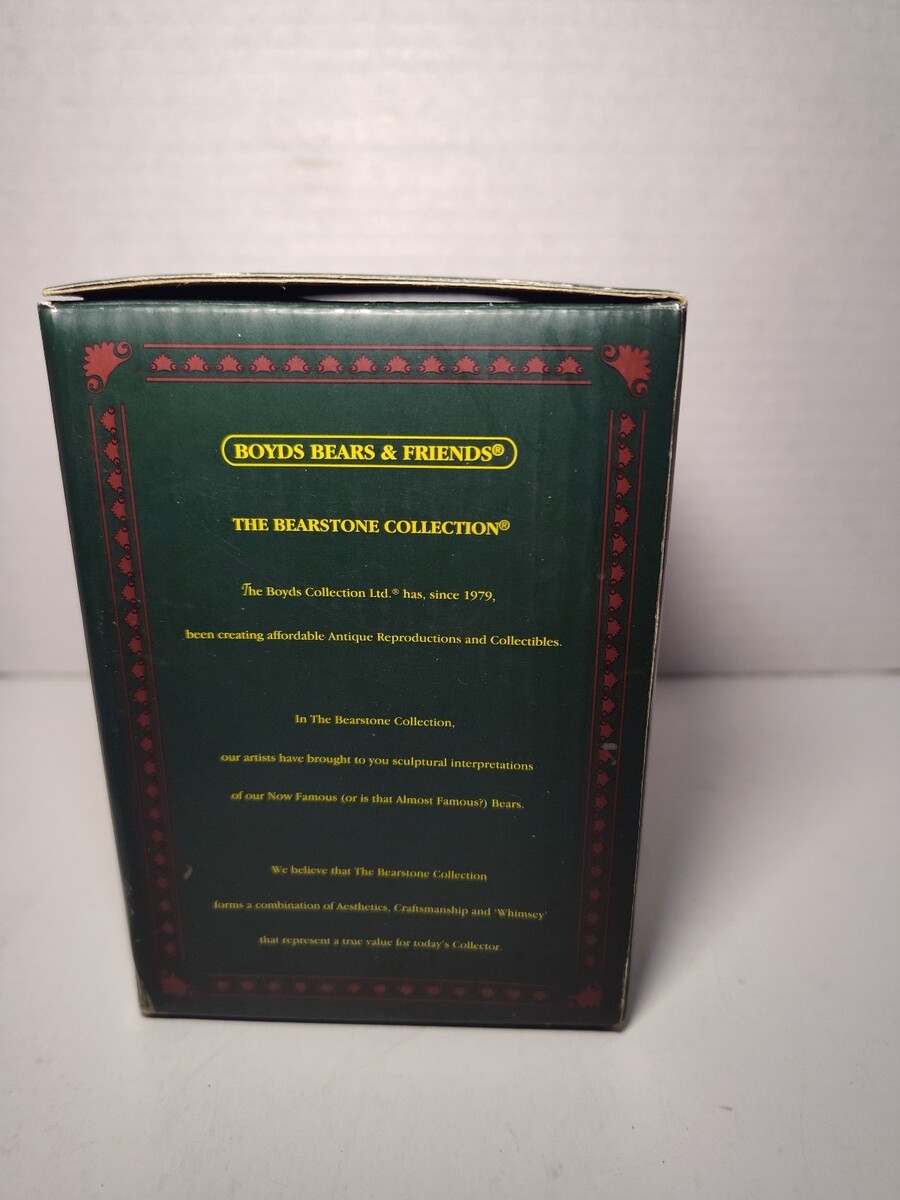 BOYDS BEARS & FRIENDS®
THE BEARSTONE COLLECTION®
The Boyds Collection Ltd.® has, since 1979,
been creating affordable Antique Reproductions and Collectibles.
In The Bearstone Collection,
our artists have brought to you sculptural interpretations
of our Now Famous (or is that Almost Famous?) Bears.
We believe that The Bearstone Collection
forms a combination of Aesthetics, Craftsmanship and 'Whimsey'
that represent a true value for today's Collector.